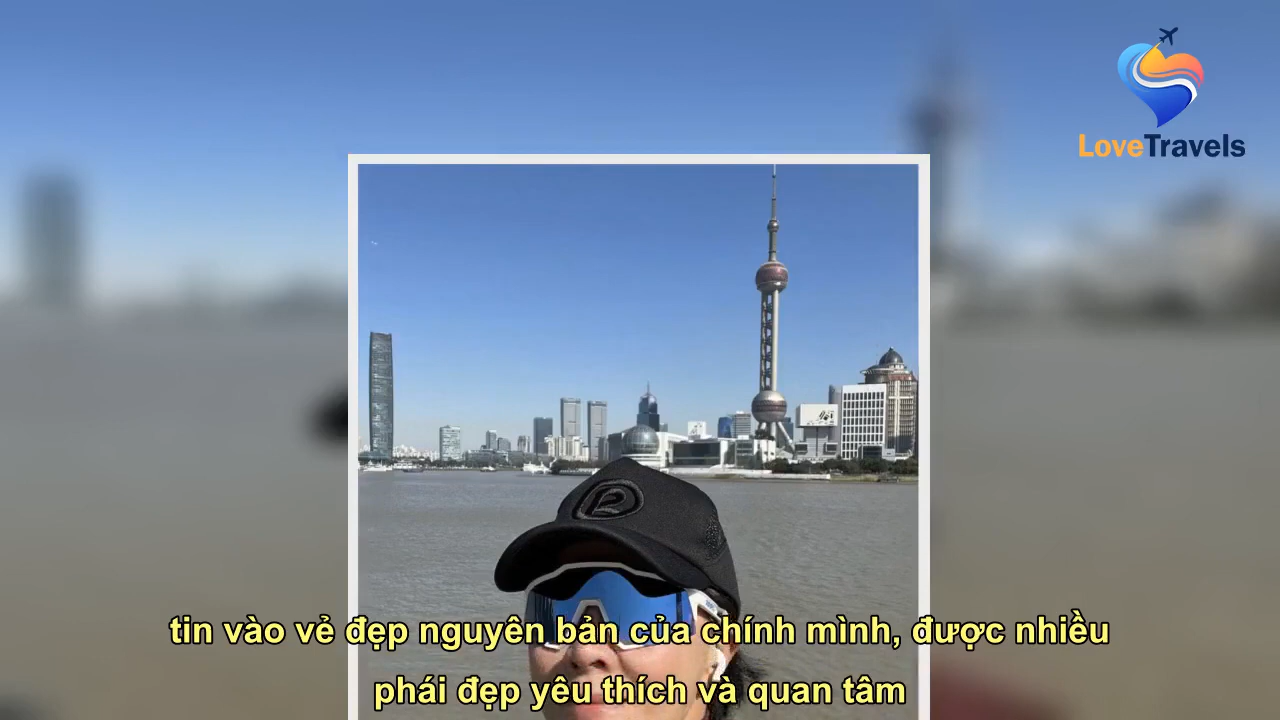 LoveTravels
tin vào vẻ đẹp nguyên bản của chính mình, được nhiều
phái đẹp yêu thích và quan tâm